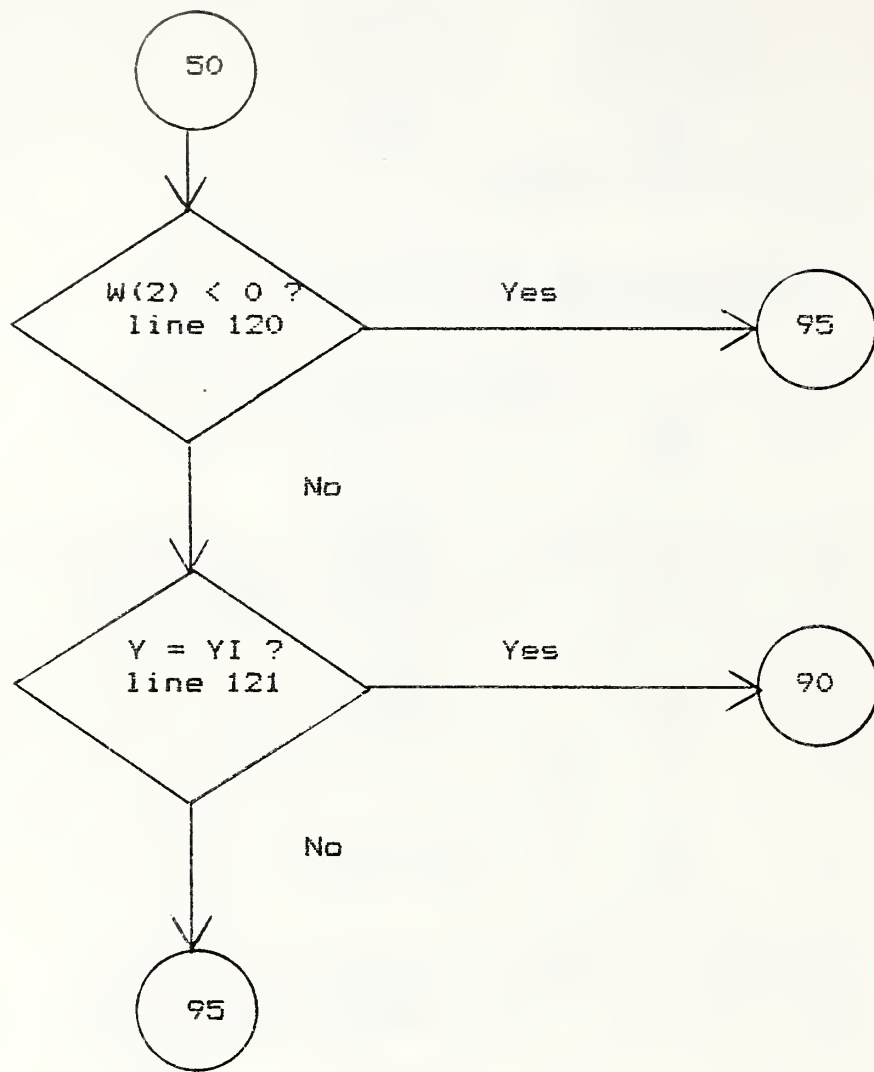 50
W(2) < 0 ?
line 120
Yes
95
No
Y = YI ?
line 121
Yes
90
No
95